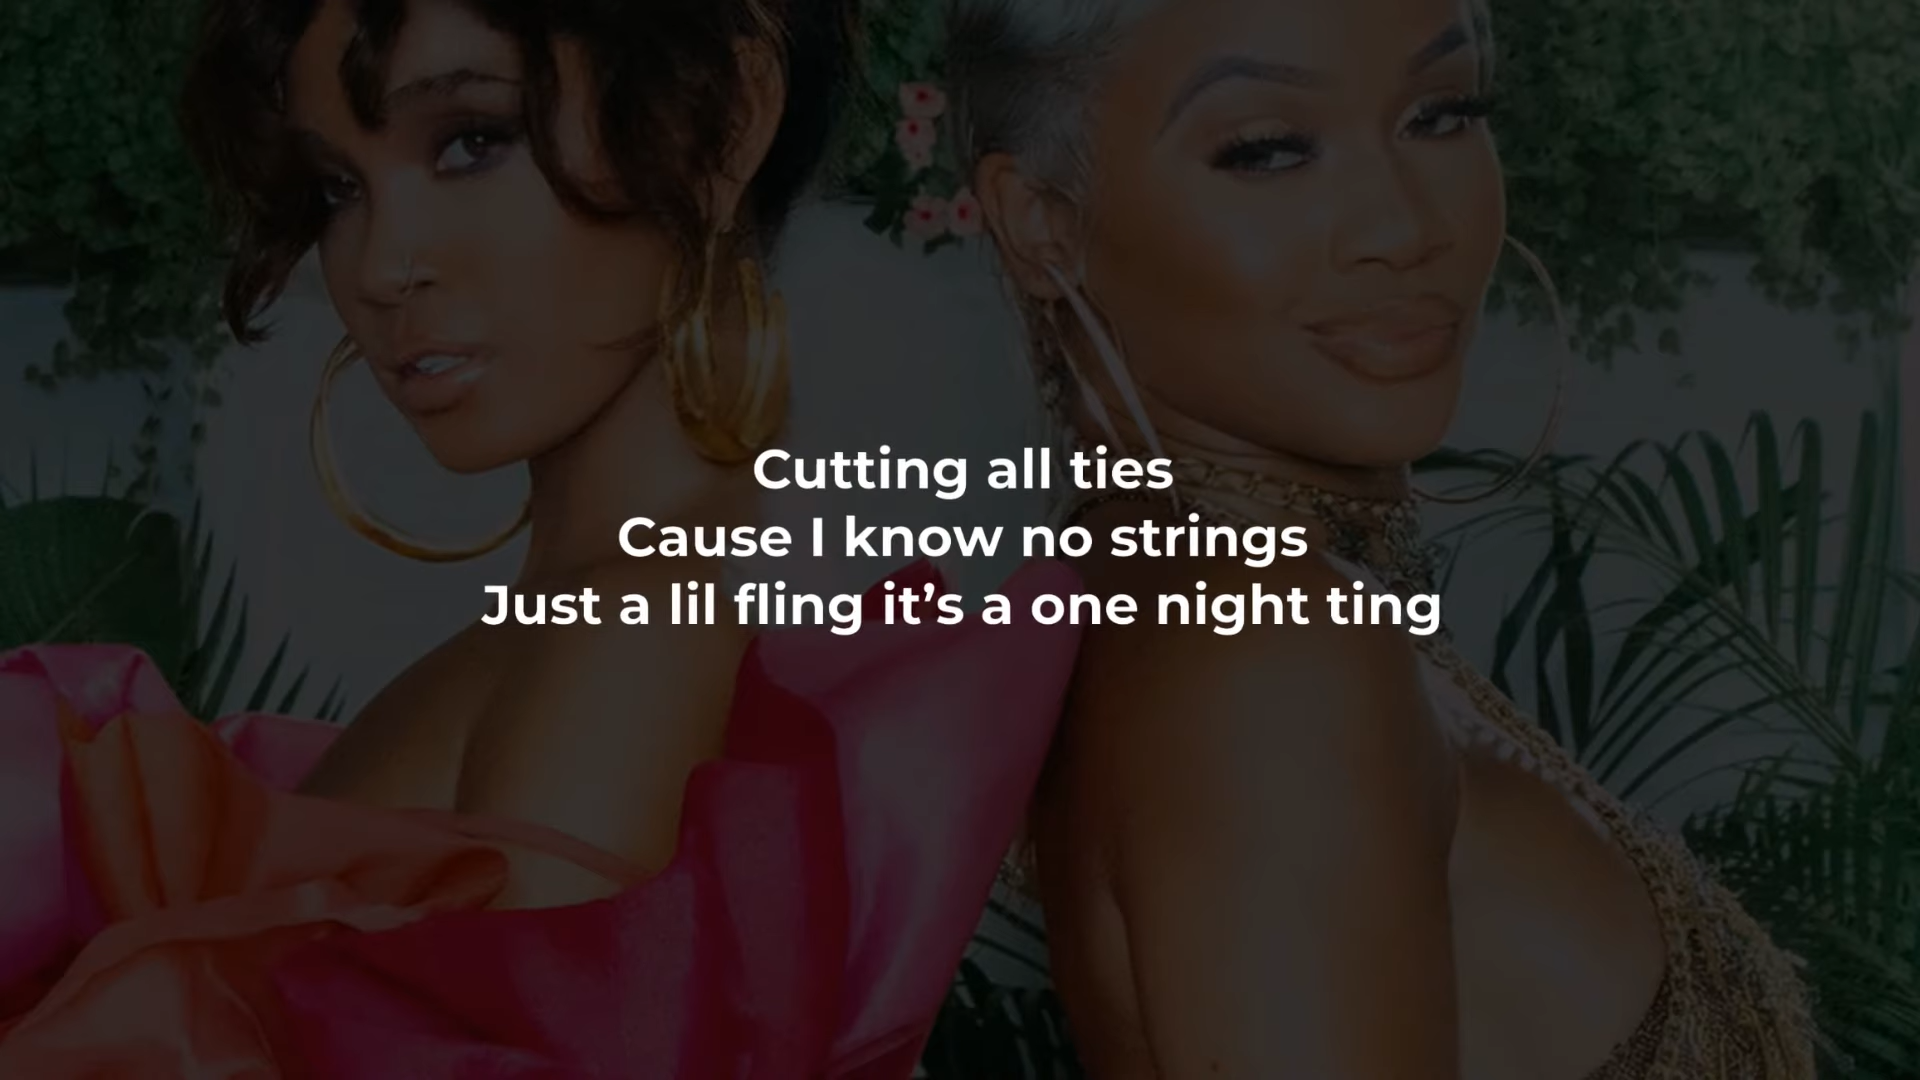 Cutting all ties
Cause I know no strings
Just a lil fling it’s a one night ting